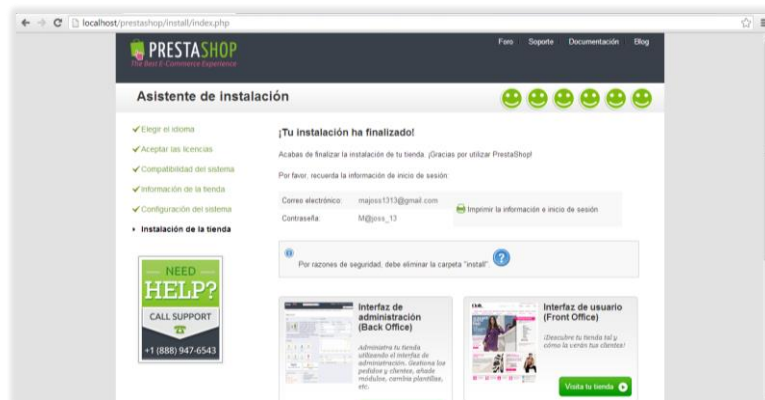 localhost/prestashop/install/index.php
PRESTASHOP
The Best E-Commerce Experience
Foro Soporte Documentación Blog
Asistente de instalación
Elegir el idioma
Aceptar las licencias
Compatibilidad del sistema
Información de la tienda
Configuración del sistema
Instalación de la tienda
NEED
HELP?
CALL SUPPORT
+1 (888) 947-6543
¡Tu instalación ha finalizado!
Acabas de finalizar la instalación de tu tienda. ¡Gracias por utilizar PrestaShop!
Por favor, recuerda la información de inicio de sesión:
Correo electrónico: majoss1313@gmail.com
Contraseña: M@joss_13
Imprimir la información e inicio de sesión
Por razones de seguridad, debe eliminar la carpeta "install".
Interfaz de
administración
(Back Office)
Administra tu tienda
utilizando el interfaz de
administración. Gestiona los
pedidos y clientes, añade
módulos, cambia plantillas,
etc.
Interfaz de usuario
(Front Office)
¡Descubre tu tienda tal y
cómo la verán tus clientes!
Visita tu tienda